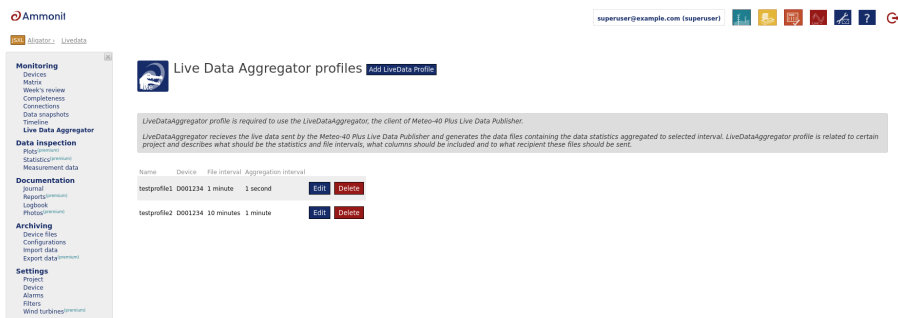 Ammonit
superuser@example.com (superuser)
?
JSXL Aligator › Livedata
Monitoring
Devices
Matrix
Week's review
Completeness
Connections
Data snapshots
Timeline
Live Data Aggregator
Data inspection
Plots(premium)
Statistics(premium)
Measurement data
Documentation
Journal
Reports(premium)
Logbook
Photos(premium)
Archiving
Device files
Configurations
Import data
Export data(premium)
Settings
Project
Device
Alarms
Filters
Wind turbines(premium)
Live Data Aggregator profiles Add LiveData Profile
LiveDataAggregator profile is required to use the LiveDataAggregator, the client of Meteo-40 Plus Live Data Publisher.
LiveDataAggregator recieves the live data sent by the Meteo-40 Plus Live Data Publisher and generates the data files containing the data statistics aggregated to selected interval. LiveDataAggregator profile is related to certain
project and describes what should be the statistics and file intervals, what columns should be included and to what recipient these files should be sent.
Name Device File interval Aggregation interval
testprofile1 D001234 1 minute 1 second Edit Delete
testprofile2 D001234 10 minutes 1 minute Edit Delete